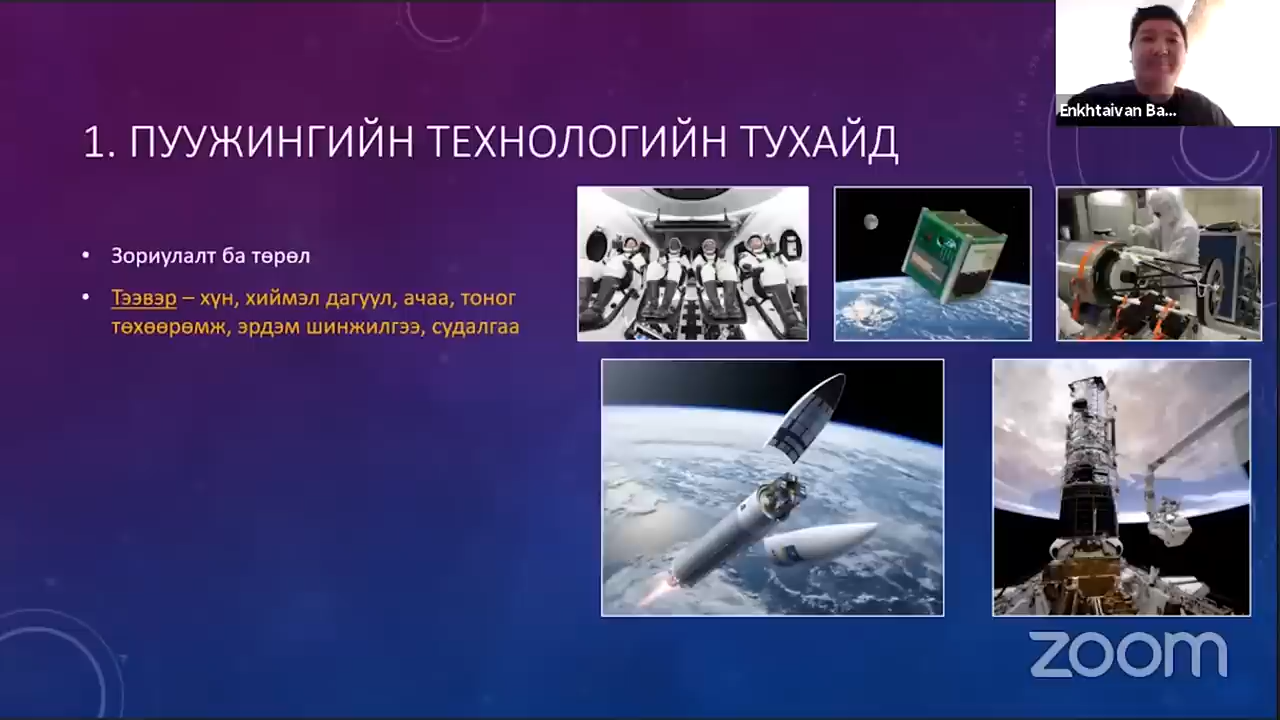 Enkhtaivan Ba...
1. ПУУЖИНГИЙН ТЕХНОЛОГИЙН ТУХАЙД
• Зориулалт ба төрөл
• Тээвэр – хүн, хиймэл дагуул, ачаа, тоног
төхөөрөмж, эрдэм шинжилгээ, судалгаа
zoom